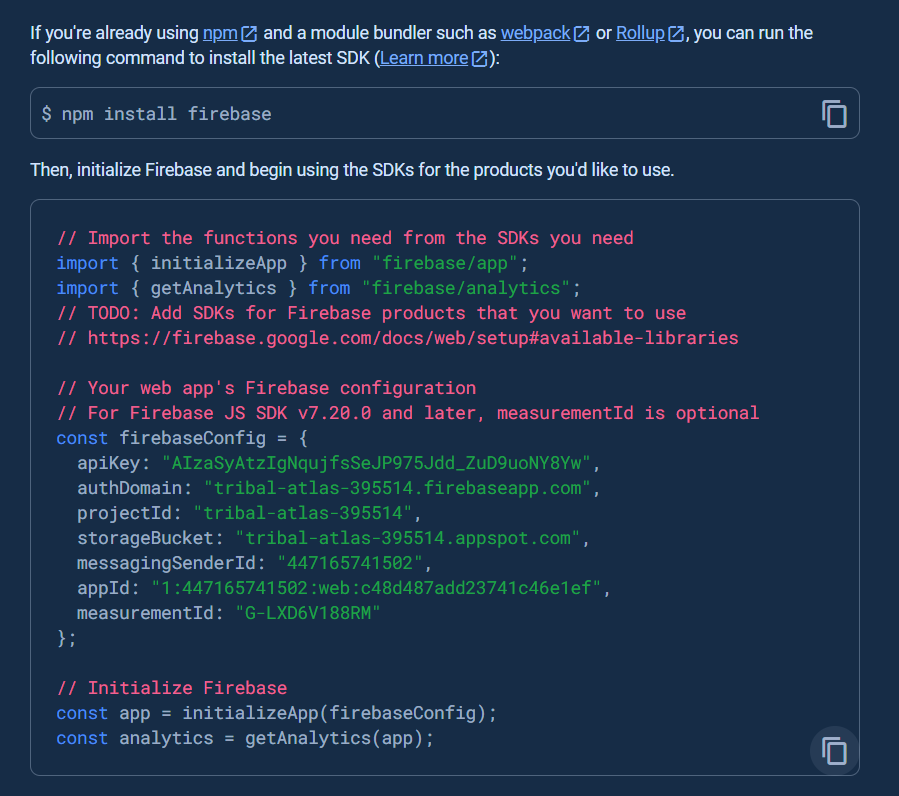 If you're already using npm and a module bundler such as webpack or Rollup, you can run the
following command to install the latest SDK (Learn more):
$ npm install firebase
Then, initialize Firebase and begin using the SDKs for the products you'd like to use.
// Import the functions you need from the SDKs you need
import { initializeApp } from "firebase/app";
import { getAnalytics } from "firebase/analytics";
// TODO: Add SDKs for Firebase products that you want to use
// https://firebase.google.com/docs/web/setup#available-libraries
// Your web app's Firebase configuration
// For Firebase JS SDK v7.20.0 and later, measurementId is optional
const firebaseConfig = {
  apiKey: "AIzaSyAtzIgNqujfsSeJP975Jdd_ZuD9uoNY8Yw",
  authDomain: "tribal-atlas-395514.firebaseapp.com",
  projectId: "tribal-atlas-395514",
  storageBucket: "tribal-atlas-395514.appspot.com",
  messagingSenderId: "447165741502",
  appId: "1:447165741502:web:c48d487add23741c46e1ef",
  measurementId: "G-LXD6V188RM"
};
// Initialize Firebase
const app = initializeApp(firebaseConfig);
const analytics = getAnalytics(app);